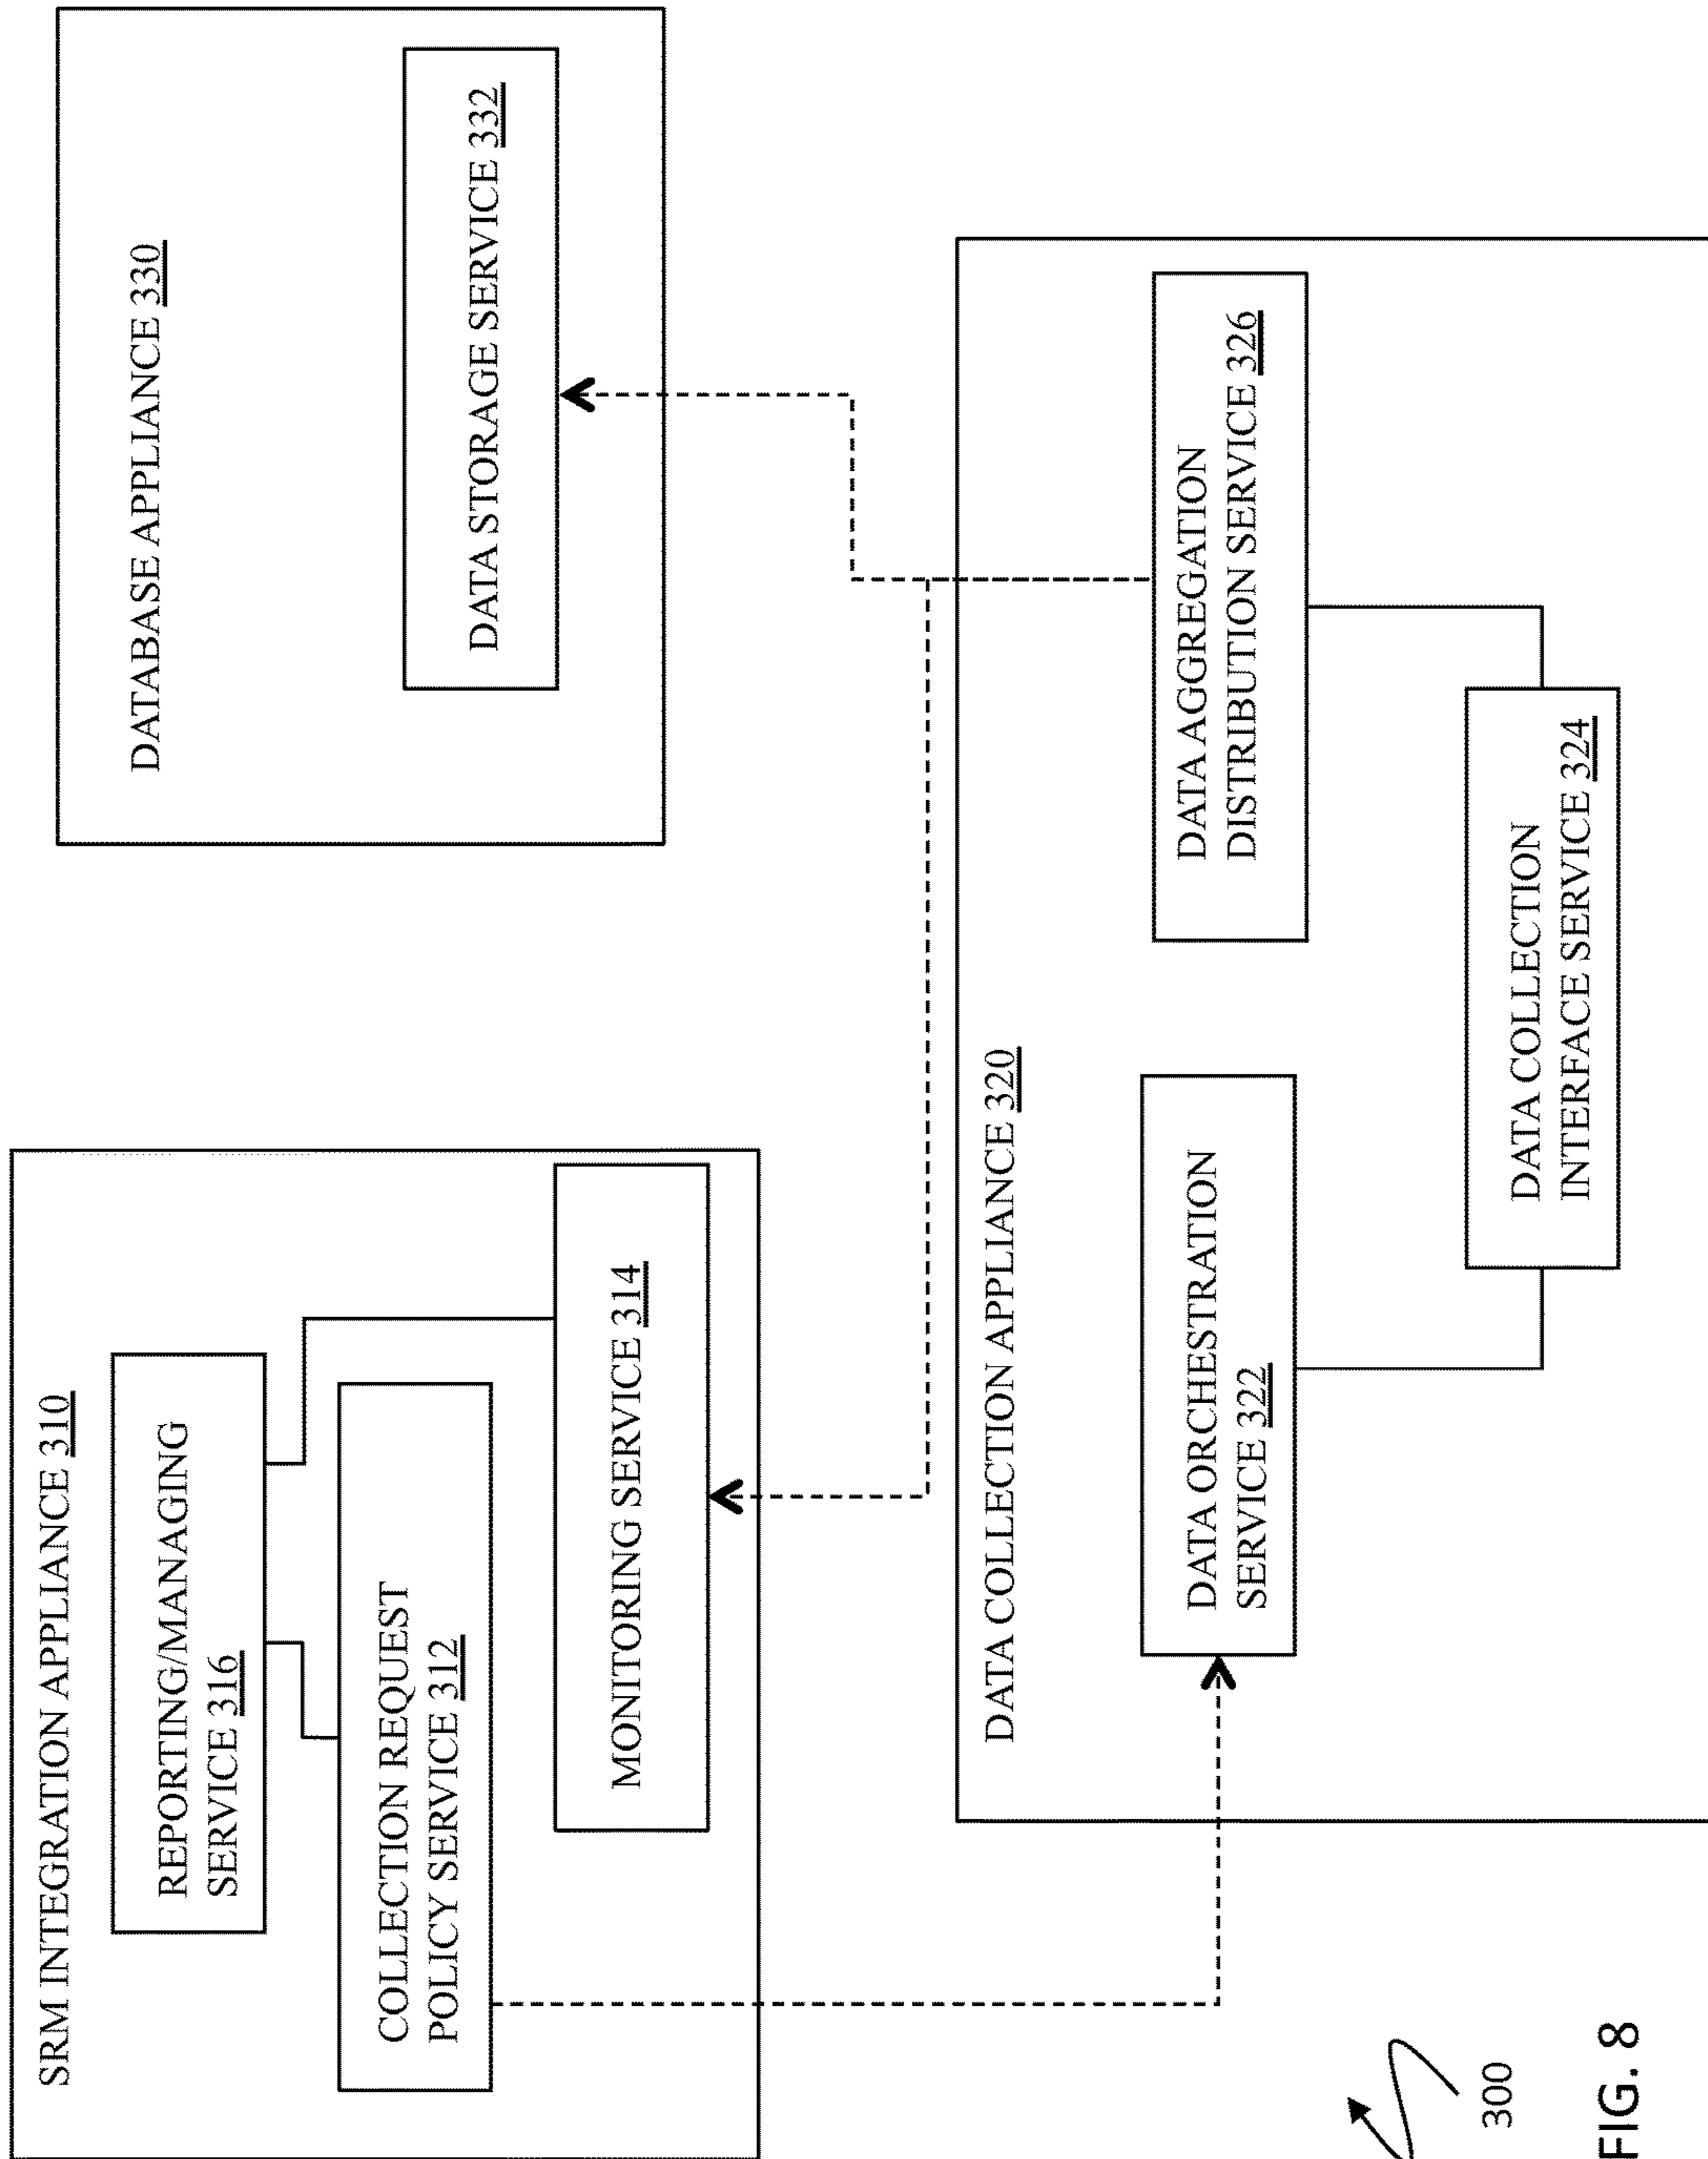 SRM INTEGRATION APPLIANCE 310
REPORTING/MANAGING
SERVICE 316
COLLECTION REQUEST
POLICY SERVICE 312
MONITORING SERVICE 314
DATABASE APPLIANCE 330
DATA STORAGE SERVICE 332
DATA COLLECTION APPLIANCE 320
DATA ORCHESTRATION
SERVICE 322
DATA AGGREGATION
DISTRIBUTION SERVICE 326
DATA COLLECTION
INTERFACE SERVICE 324
300
FIG. 8